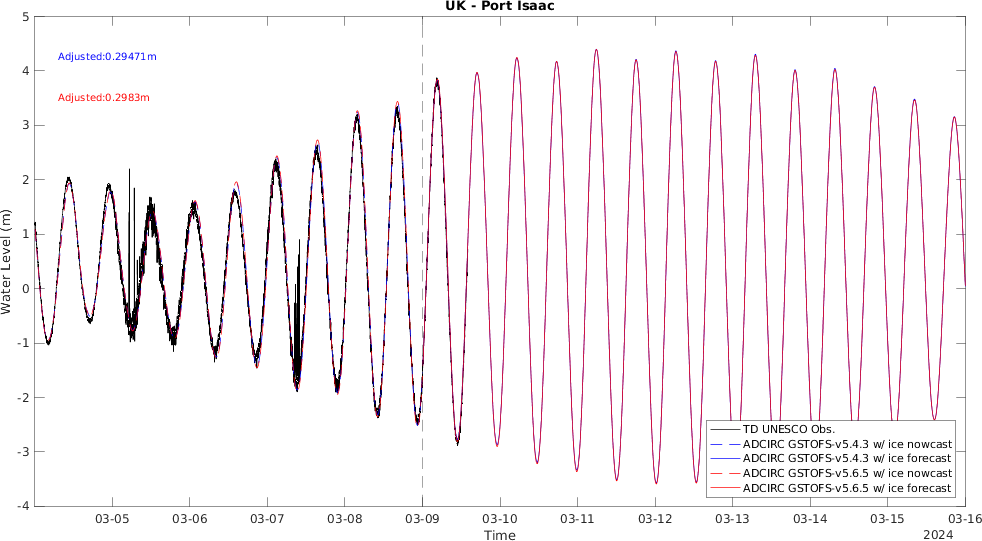 UK - Port Isaac
5
4
3
2
1
0
-1
-2
-3
-4
Water Level (m)
Adjusted:0.29471m
Adjusted:0.2983m
TD UNESCO Obs.
ADCIRC GSTOFS-v5.4.3 w/ ice nowcast
ADCIRC GSTOFS-v5.4.3 w/ ice forecast
ADCIRC GSTOFS-v5.6.5 w/ ice nowcast
ADCIRC GSTOFS-v5.6.5 w/ ice forecast
03-05 03-06 03-07 03-08 03-09 03-10 03-11 03-12 03-13 03-14 03-15 03-16
Time
2024